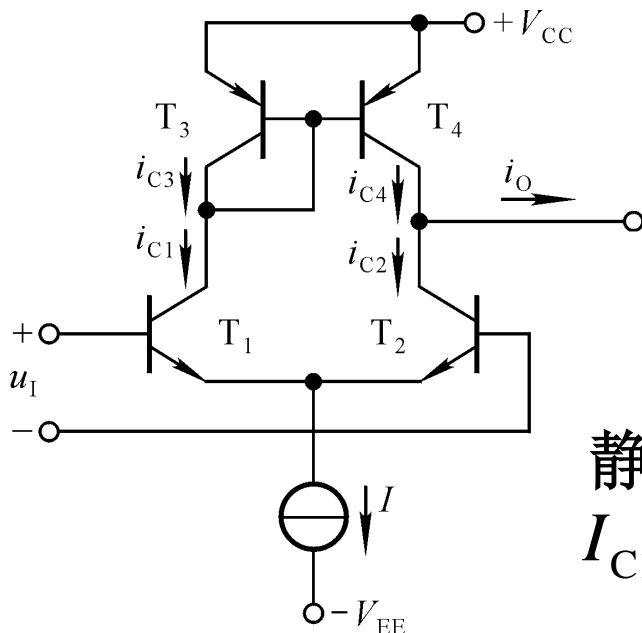 +V_CC
T_3 T_4
i_C3 i_C4 i_O
i_C1 i_C2
+ T_1 T_2
u_I
−
静
I I_C
−V_EE